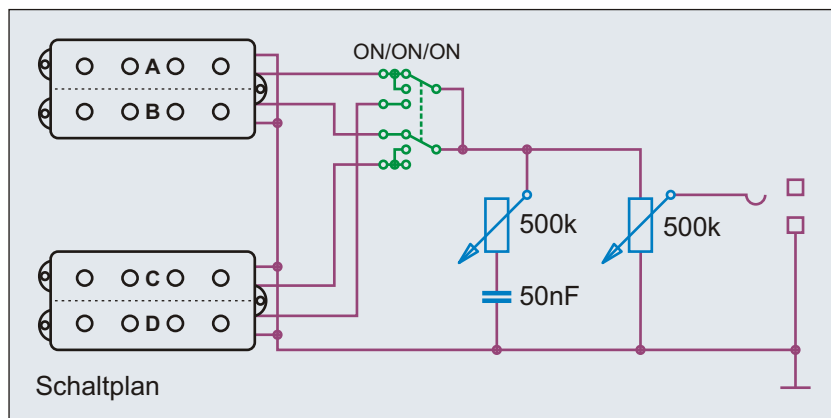 ON/ON/ON
A
B
500k
500k
C
50nF
D
Schaltplan